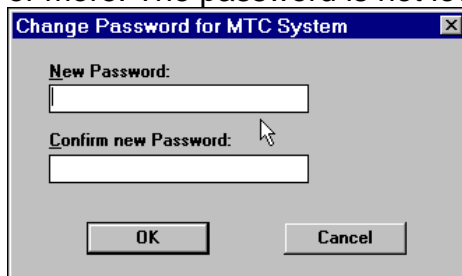 Change Password for MTC System
New Password:
Confirm new Password:
OK
Cancel